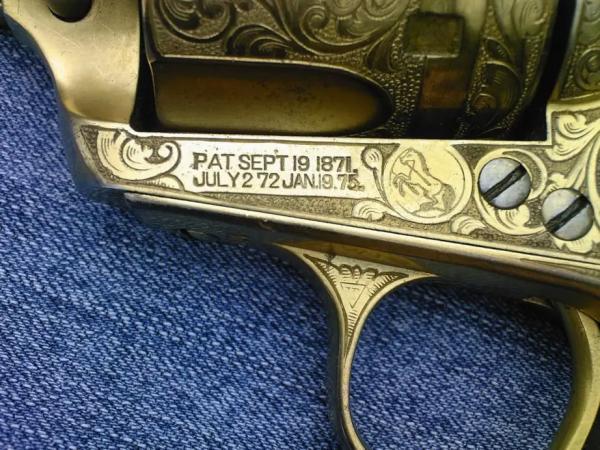 PAT. SEPT. 19. 1871.
JULY 2. 72 JAN. 19. 75.